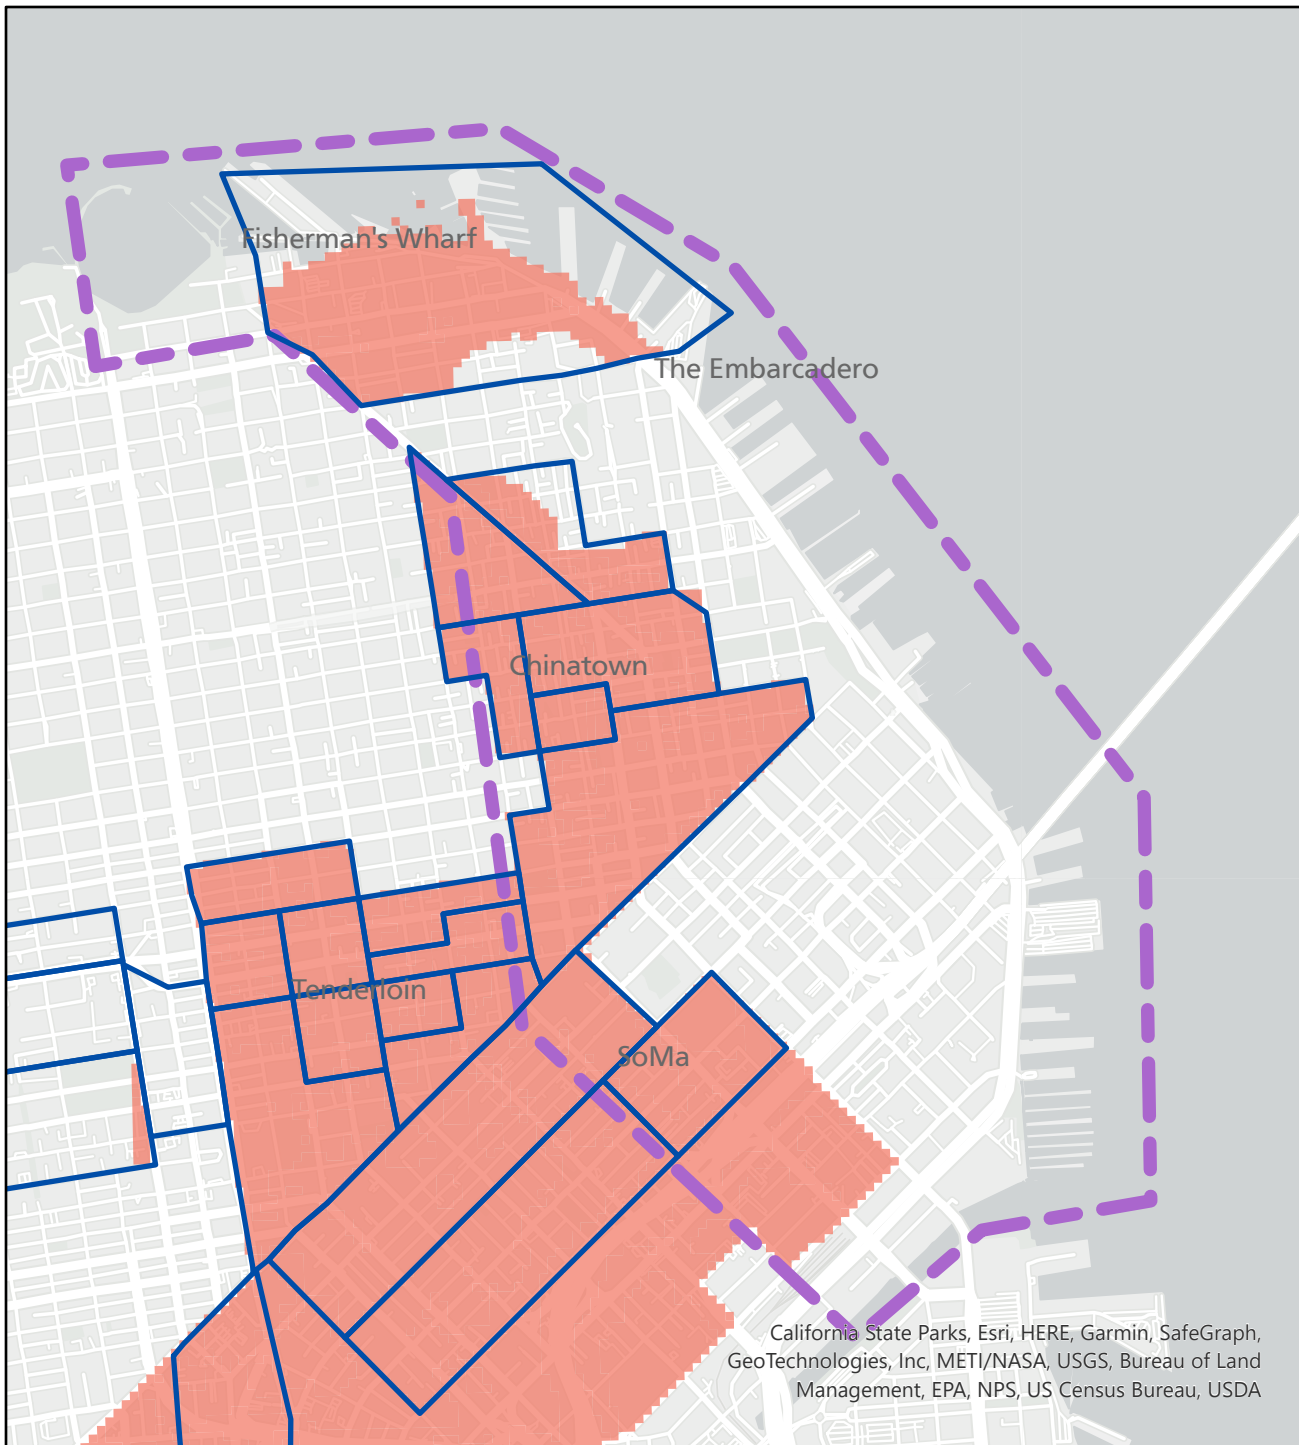 Fisherman's Wharf
The Embarcadero
Chinatown
Tenderloin
SoMa
California State Parks, Esri, HERE, Garmin, SafeGraph,
GeoTechnologies, Inc, METI/NASA, USGS, Bureau of Land
Management, EPA, NPS, US Census Bureau, USDA